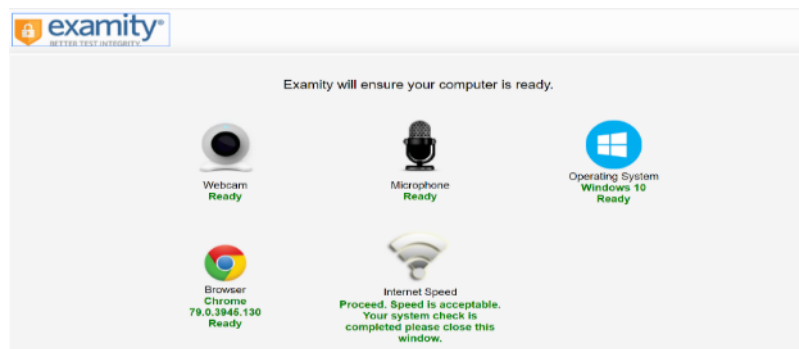 examity®
BETTER TEST INTEGRITY.
Examity will ensure your computer is ready.
Webcam
Ready
Microphone
Ready
Operating System
Windows 10
Ready
Browser
Chrome
79.0.3945.130
Ready
Internet Speed
Proceed. Speed is acceptable.
Your system check is
completed please close this
window.